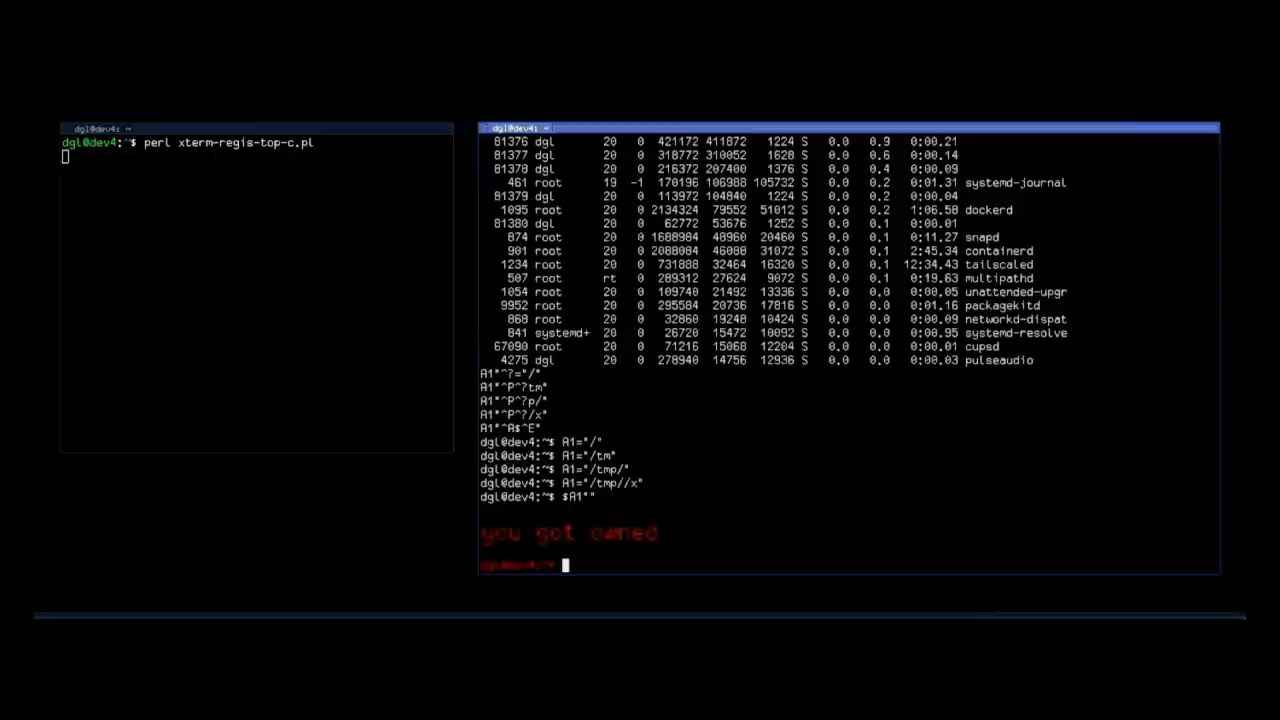 dgl@dev4: ~
dgl@dev4:~$ perl xterm-regis-top-c.pl
dgl@dev4: ~
81376 dgl 20 0 421172 411872 1224 S 0.0 0.9 0:00.21
81377 dgl 20 0 318772 310052 1628 S 0.0 0.6 0:00.14
81378 dgl 20 0 216372 207400 1376 S 0.0 0.4 0:00.09
461 root 19 -1 170196 106988 105732 S 0.0 0.2 0:01.31 systemd-journal
81379 dgl 20 0 113972 104840 1224 S 0.0 0.2 0:00.04
1095 root 20 0 2134324 79552 51012 S 0.0 0.2 1:06.58 dockerd
81380 dgl 20 0 62772 53676 1252 S 0.0 0.1 0:00.01
874 root 20 0 1688984 48960 20460 S 0.0 0.1 0:11.27 snapd
901 root 20 0 2088084 46088 31072 S 0.0 0.1 2:45.34 containerd
1234 root 20 0 731888 32464 16320 S 0.0 0.1 12:34.43 tailscaled
507 root rt 0 289312 27624 9072 S 0.0 0.1 0:19.63 multipathd
1054 root 20 0 109740 21492 13336 S 0.0 0.0 0:00.05 unattended-upgr
9952 root 20 0 295584 20736 17816 S 0.0 0.0 0:01.16 packagekitd
868 root 20 0 32860 19248 10424 S 0.0 0.0 0:00.09 networkd-dispat
841 systemd+ 20 0 26720 15472 10092 S 0.0 0.0 0:00.95 systemd-resolve
67090 root 20 0 71216 15068 12204 S 0.0 0.0 0:00.01 cupsd
4275 dgl 20 0 278940 14756 12936 S 0.0 0.0 0:00.03 pulseaudio
A1"^?="/"
A1"^P^?tm"
A1"^P^?p/"
A1"^P^?/x"
A1"^A$^E"
dgl@dev4:~$ A1="/"
dgl@dev4:~$ A1="/tm"
dgl@dev4:~$ A1="/tmp/"
dgl@dev4:~$ A1="/tmp//x"
dgl@dev4:~$ $A1""
you got owned